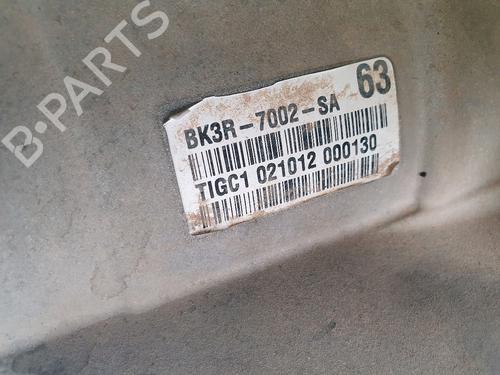 B-PARTS
63
BK3R-7002-SA
TIGC1 021012 000130